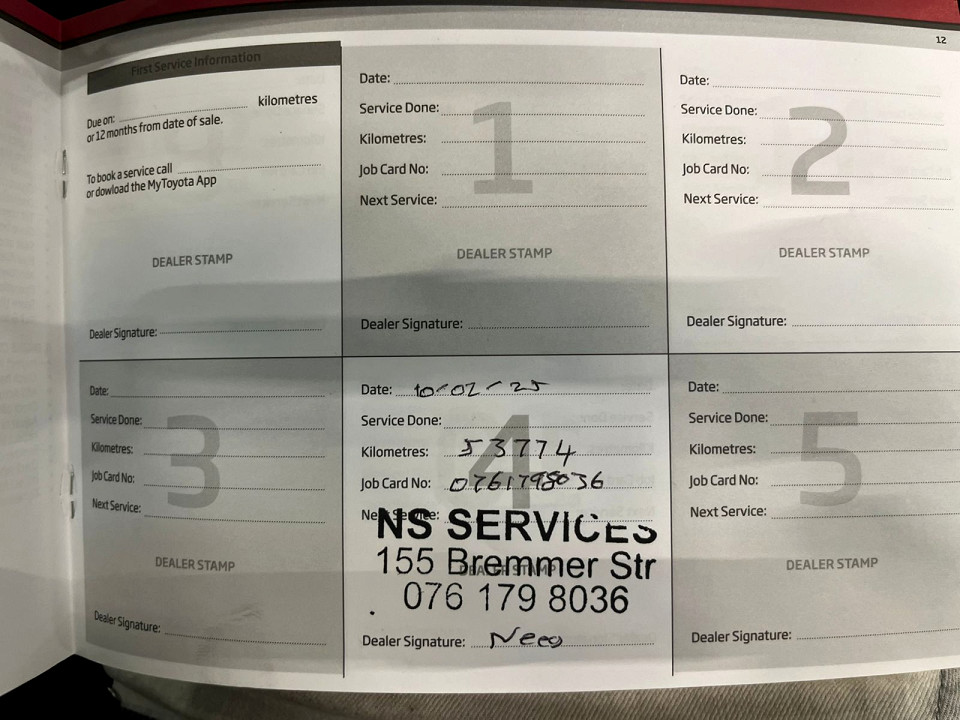 12
First Service Information
Due on: kilometres
or 12 months from date of sale.
To book a service call
or dowload the MyToyota App
DEALER STAMP
Dealer Signature:
1
Date:
Service Done:
Kilometres:
Job Card No:
Next Service:
DEALER STAMP
Dealer Signature:
2
Date:
Service Done:
Kilometres:
Job Card No:
Next Service:
DEALER STAMP
Dealer Signature:
3
Date:
Service Done:
Kilometres:
Job Card No:
Next Service:
DEALER STAMP
Dealer Signature:
4
Date: 10-02-25
Service Done:
Kilometres: 53774
Job Card No: 0761798036
Next Service:
NS SERVICES
155 Bremmer Str
DEALER STAMP
076 179 8036
Dealer Signature:
5
Date:
Service Done:
Kilometres:
Job Card No:
Next Service:
DEALER STAMP
Dealer Signature: